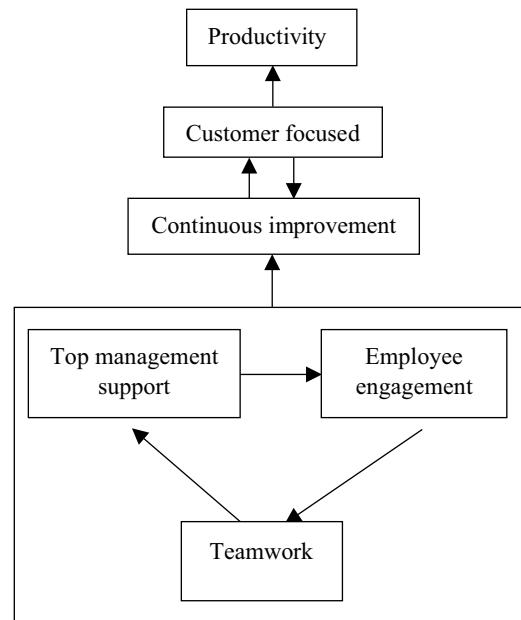 Productivity
Customer focused
Continuous improvement
Top management
support
Employee
engagement
Teamwork